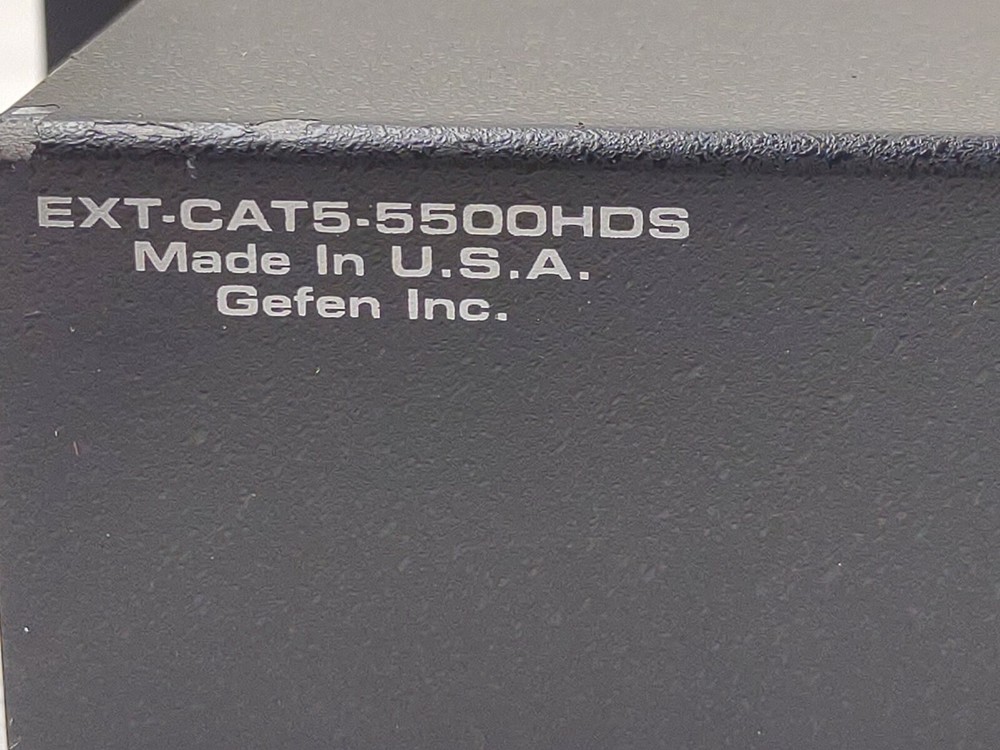 EXT-CAT5-5500HDS
Made In U.S.A.
Gefen Inc.